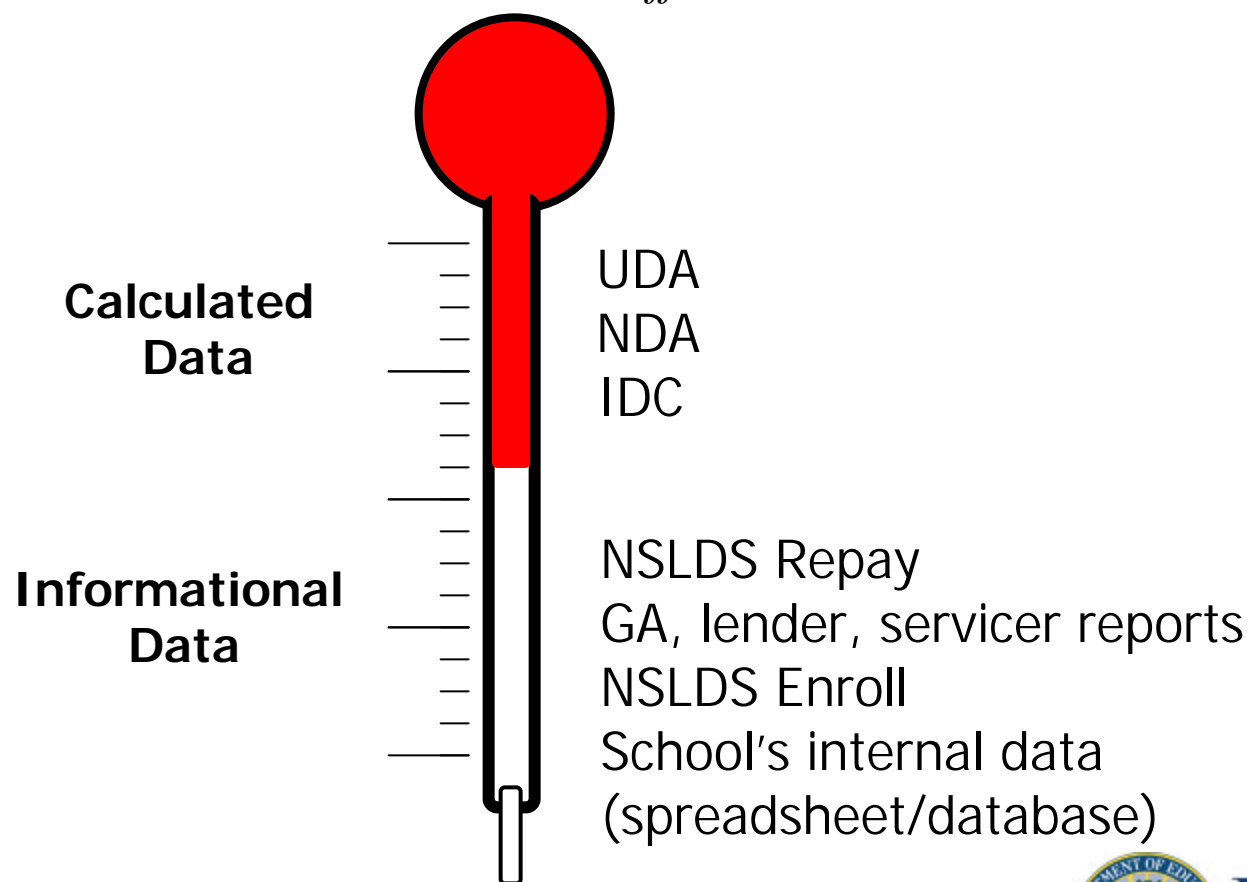 Calculated
Data
UDA
NDA
IDC
Informational
Data
NSLDS Repay
GA, lender, servicer reports
NSLDS Enroll
School's internal data
(spreadsheet/database)